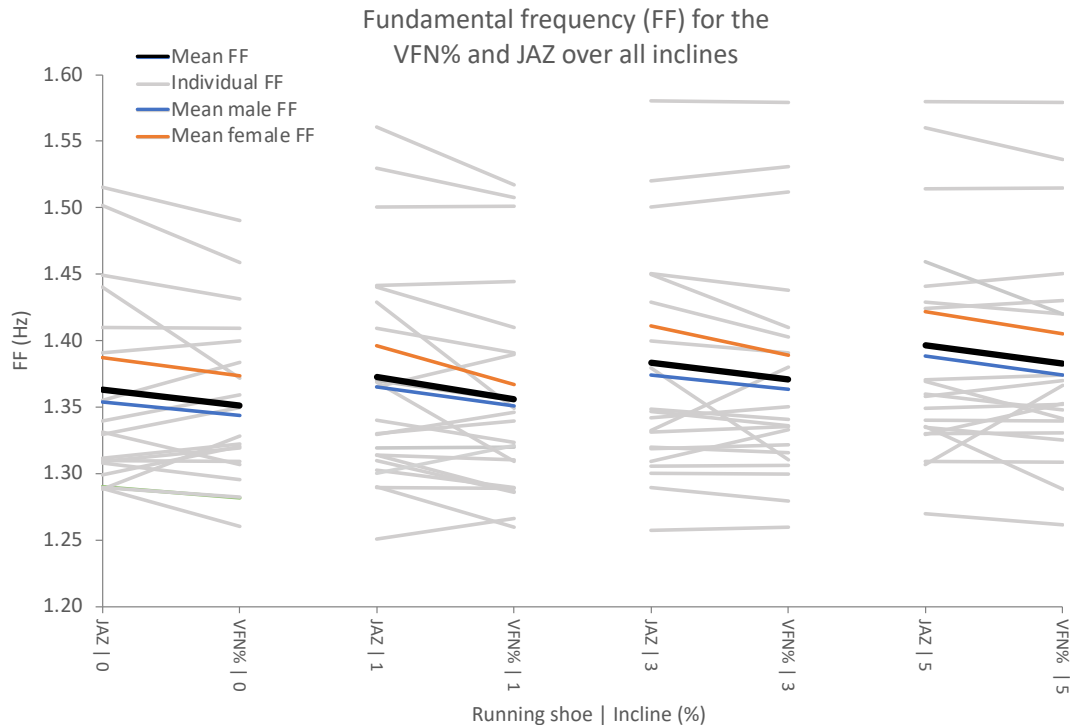 Fundamental frequency (FF) for the
VFN% and JAZ over all inclines
Mean FF
Individual FF
Mean male FF
Mean female FF
1.60
1.55
1.50
1.45
1.40
1.35
1.30
1.25
1.20
FF (Hz)
JAZ | 0
VFN% | 0
JAZ | 1
VFN% | 1
JAZ | 3
VFN% | 3
JAZ | 5
VFN% | 5
Running shoe | Incline (%)